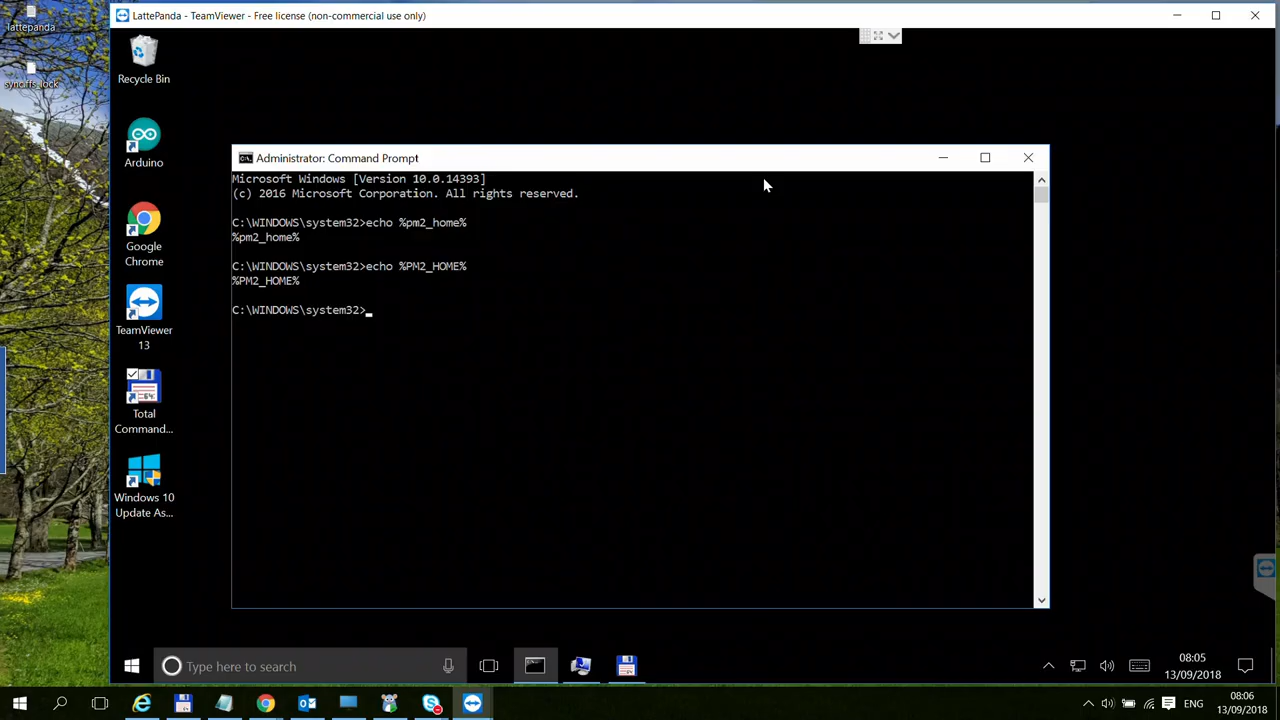 lattepanda
synciffs_lock
LattePanda - TeamViewer - Free license (non-commercial use only)
Recycle Bin
Arduino
Google
Chrome
TeamViewer
13
64
Total
Command...
Windows 10
Update As...
Administrator: Command Prompt
Microsoft Windows [Version 10.0.14393]
(c) 2016 Microsoft Corporation. All rights reserved.
C:\WINDOWS\system32>echo %pm2_home%
%pm2_home%
C:\WINDOWS\system32>echo %PM2_HOME%
%PM2_HOME%
C:\WINDOWS\system32>
Type here to search
08:05
13/09/2018
ENG
08:06
13/09/2018